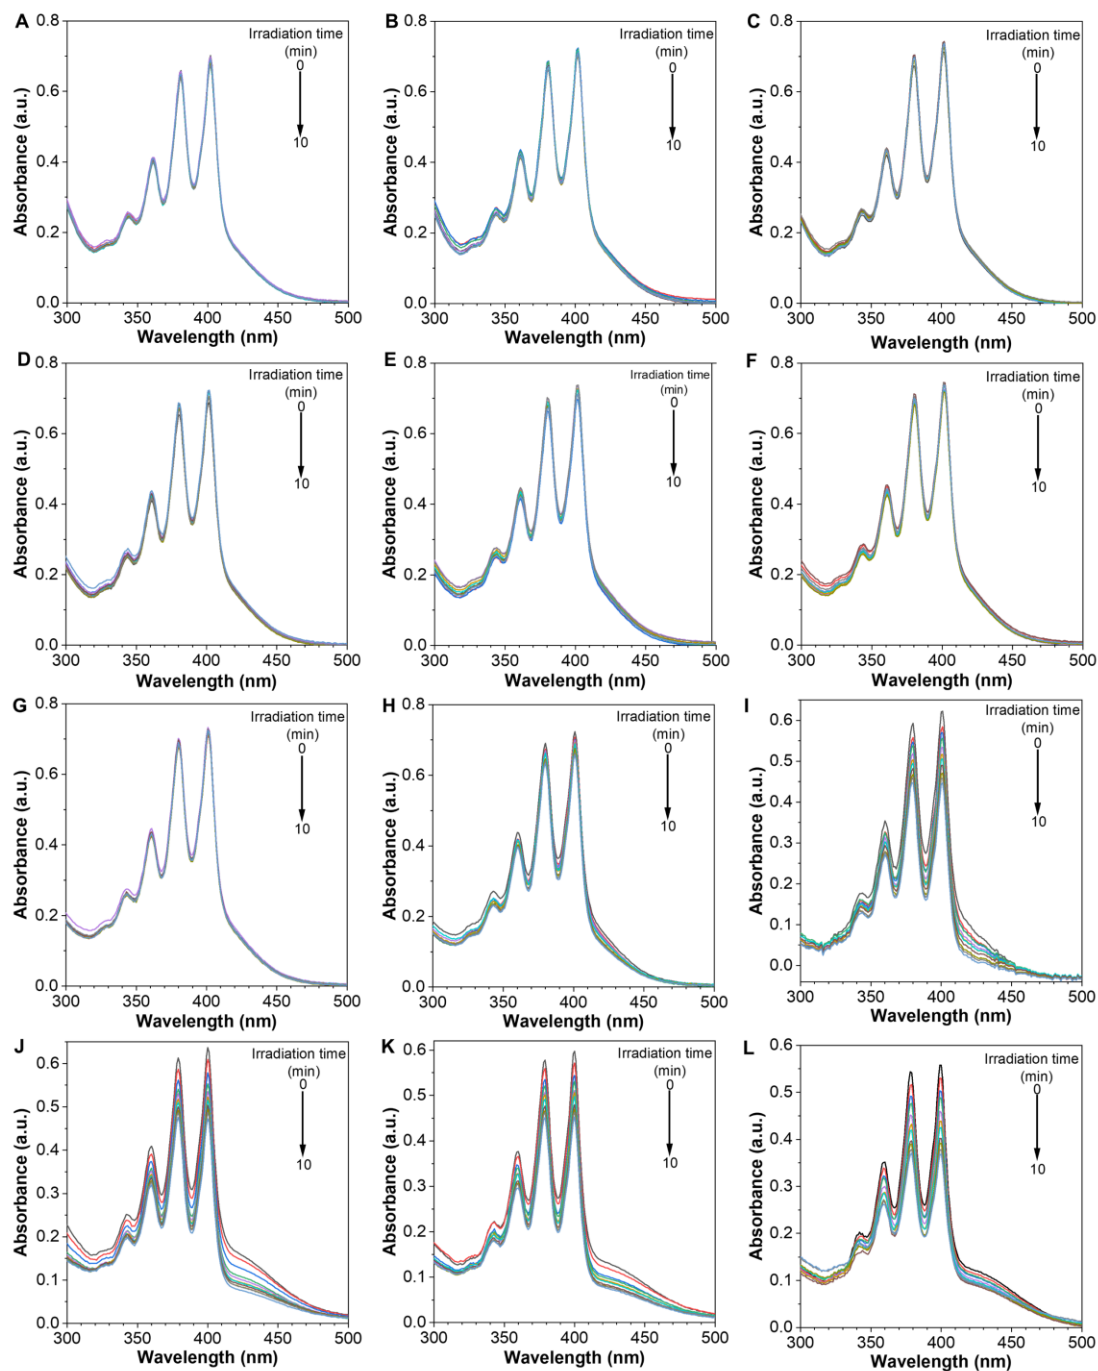 A
0.8
0.6
0.4
0.2
0.0
Absorbance (a.u.)
300 350 400 450 500
Wavelength (nm)
Irradiation time
(min)
0
10
B
0.8
0.6
0.4
0.2
0.0
Absorbance (a.u.)
300 350 400 450 500
Wavelength (nm)
Irradiation time
(min)
0
10
C
0.8
0.6
0.4
0.2
0.0
Absorbance (a.u.)
300 350 400 450 500
Wavelength (nm)
Irradiation time
(min)
0
10
D
0.8
0.6
0.4
0.2
0.0
Absorbance (a.u.)
300 350 400 450 500
Wavelength (nm)
Irradiation time
(min)
0
10
E
0.8
0.6
0.4
0.2
0.0
Absorbance (a.u.)
300 350 400 450 500
Wavelength (nm)
Irradiation time
(min)
0
10
F
0.8
0.6
0.4
0.2
0.0
Absorbance (a.u.)
300 350 400 450 500
Wavelength (nm)
Irradiation time
(min)
0
10
G
0.8
0.6
0.4
0.2
0.0
Absorbance (a.u.)
300 350 400 450 500
Wavelength (nm)
Irradiation time
(min)
0
10
H
0.8
0.6
0.4
0.2
0.0
Absorbance (a.u.)
300 350 400 450 500
Wavelength (nm)
Irradiation time
(min)
0
10
I
0.6
0.5
0.4
0.3
0.2
0.1
0.0
Absorbance (a.u.)
300 350 400 450 500
Wavelength (nm)
Irradiation time
(min)
0
10
J
0.6
0.5
0.4
0.3
0.2
0.1
0.0
Absorbance (a.u.)
300 350 400 450 500
Wavelength (nm)
Irradiation time
(min)
0
10
K
0.6
0.5
0.4
0.3
0.2
0.1
0.0
Absorbance (a.u.)
300 350 400 450 500
Wavelength (nm)
Irradiation time
(min)
0
10
L
0.6
0.5
0.4
0.3
0.2
0.1
0.0
Absorbance (a.u.)
300 350 400 450 500
Wavelength (nm)
Irradiation time
(min)
0
10